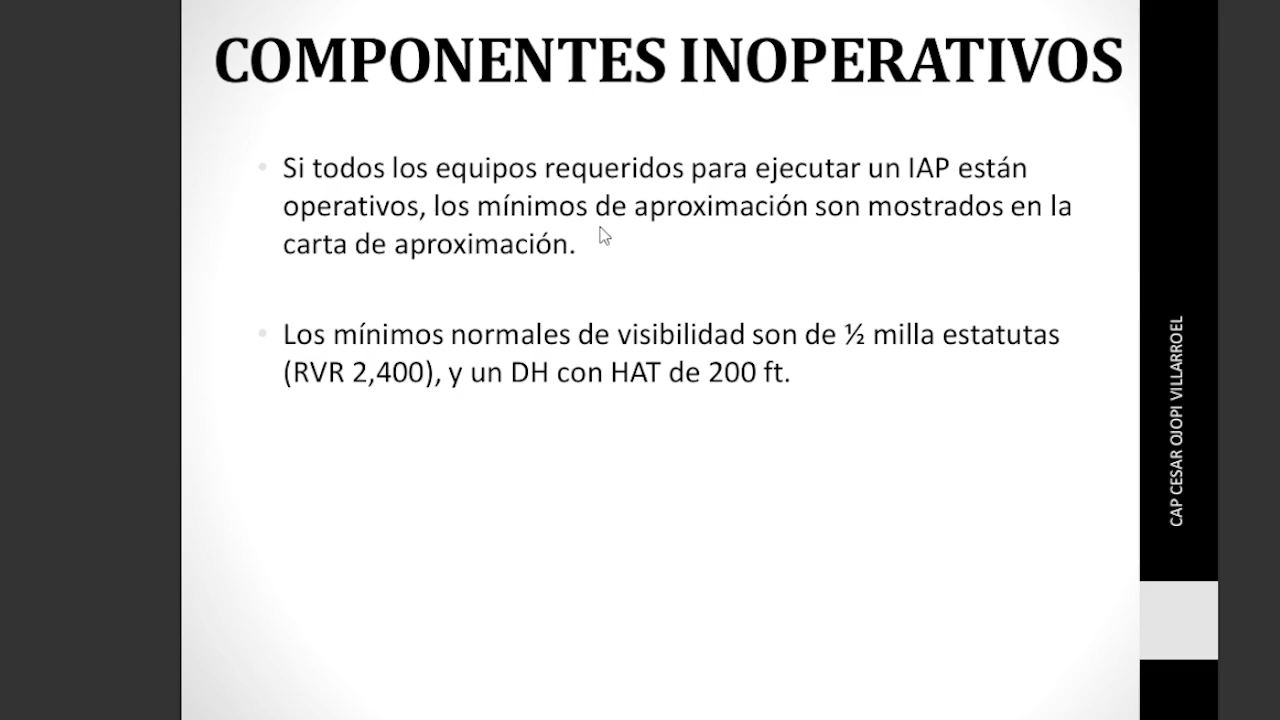 COMPONENTES INOPERATIVOS
• Si todos los equipos requeridos para ejecutar un IAP están
operativos, los mínimos de aproximación son mostrados en la
carta de aproximación.
• Los mínimos normales de visibilidad son de ½ milla estatutas
(RVR 2,400), y un DH con HAT de 200 ft.
CAP CESAR OJOPI VILLARROEL